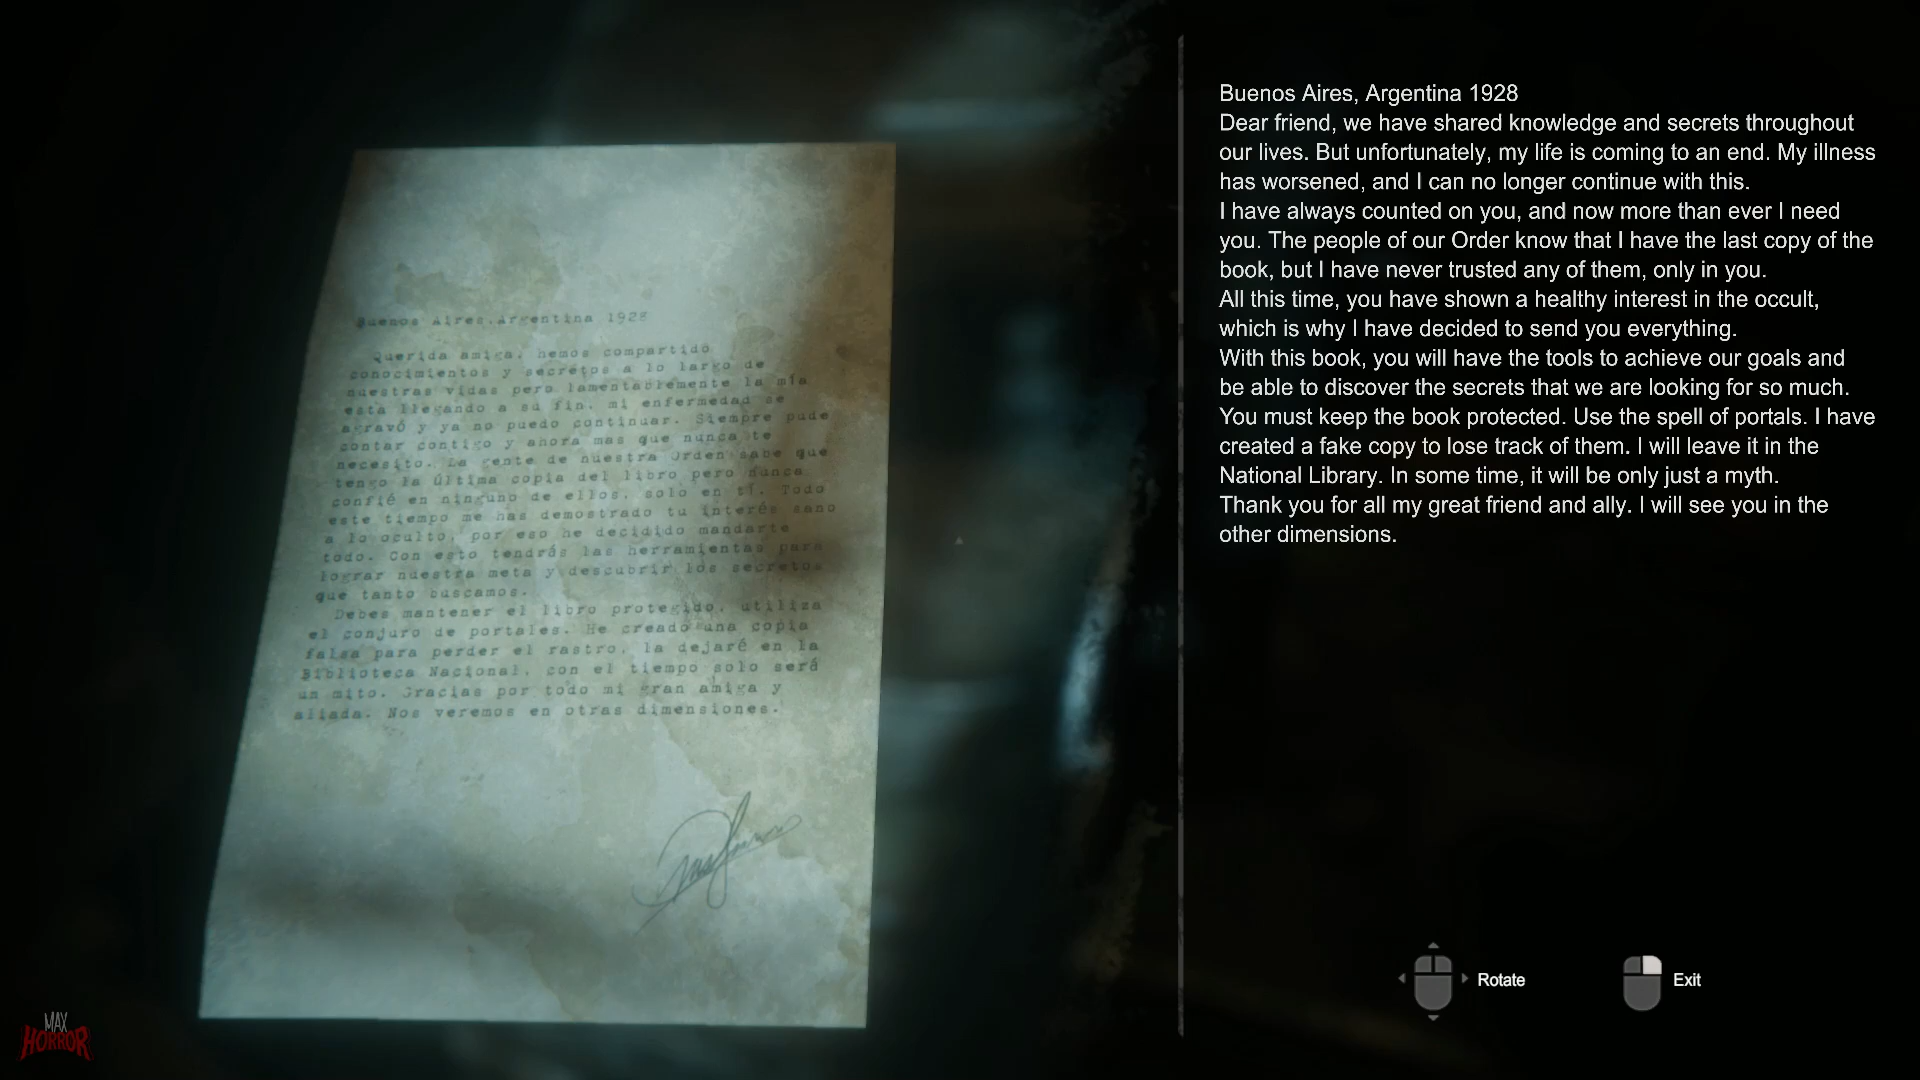 Buenos Aires, Argentina 1928
Querida amiga, hemos compartido
conocimientos y secretos a lo largo de
nuestras vidas pero lamentablemente la mía
está llegando a su fin, mi enfermedad se
agravó y ya no puedo continuar. Siempre pude
contar contigo y ahora mas que nunca te
necesito. La gente de nuestra Orden sabe que
tengo la última copia del libro pero nunca
confié en ninguno de ellos, solo en tí. Todo
este tiempo me has demostrado tu interés sano
a lo oculto, por eso he decidido mandarte
todo. Con esto tendrás las herramientas para
lograr nuestra meta y descubrir los secretos
que tanto buscamos.
Debes mantener el libro protegido, utiliza
el conjuro de portales. He creado una copia
falsa para perder el rastro, la dejaré en la
Biblioteca Nacional, con el tiempo solo será
un mito. Gracias por todo mi gran amiga y
aliada. Nos veremos en otras dimensiones.
Buenos Aires, Argentina 1928
Dear friend, we have shared knowledge and secrets throughout
our lives. But unfortunately, my life is coming to an end. My illness
has worsened, and I can no longer continue with this.
I have always counted on you, and now more than ever I need
you. The people of our Order know that I have the last copy of the
book, but I have never trusted any of them, only in you.
All this time, you have shown a healthy interest in the occult,
which is why I have decided to send you everything.
With this book, you will have the tools to achieve our goals and
be able to discover the secrets that we are looking for so much.
You must keep the book protected. Use the spell of portals. I have
created a fake copy to lose track of them. I will leave it in the
National Library. In some time, it will be only just a myth.
Thank you for all my great friend and ally. I will see you in the
other dimensions.
Rotate
Exit
MAX
HORROR